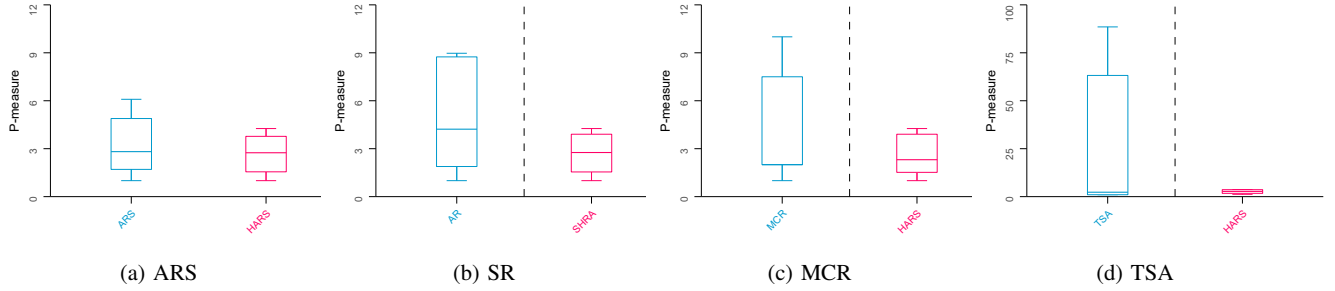 P-measure
12
9
6
3
0
ARS
HARS
(a) ARS
P-measure
12
9
6
3
0
AR
SHRA
(b) SR
P-measure
12
9
6
3
0
MCR
HARS
(c) MCR
P-measure
100
75
50
25
0
TSA
HARS
(d) TSA